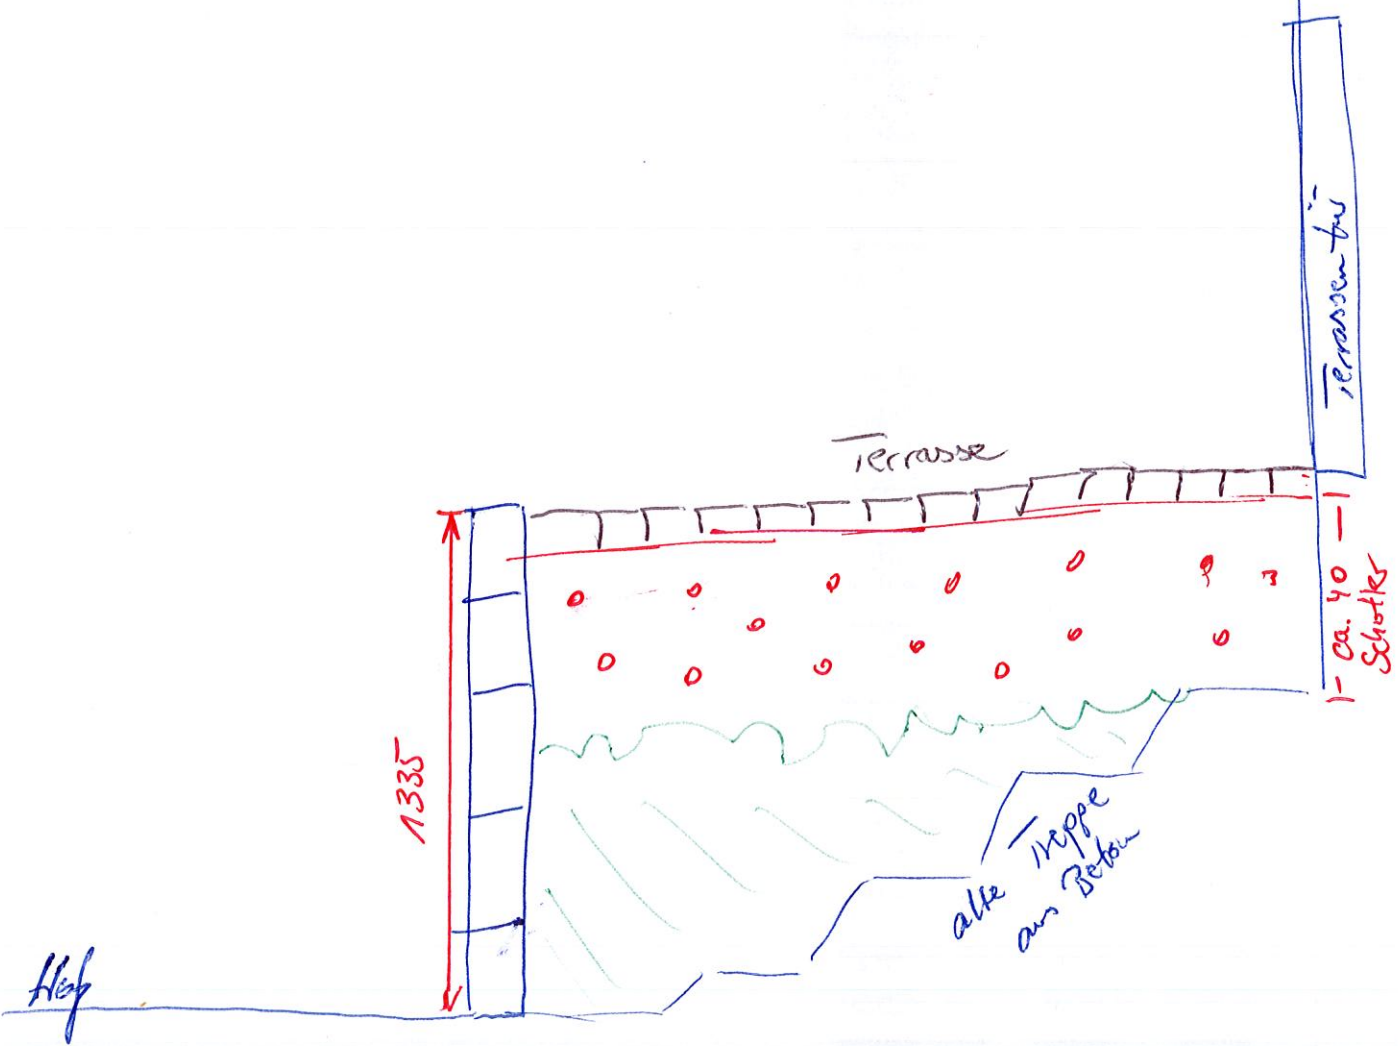 Terrassentür
Terrasse
ca. 40
Schotter
1335
alte Treppe
aus Beton
Hof